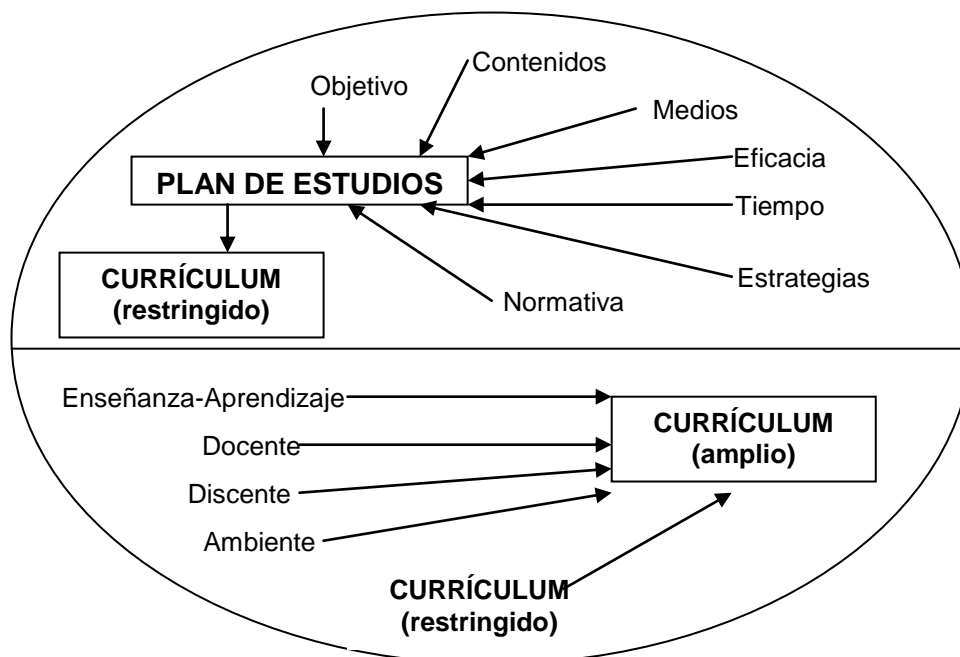 Contenidos
Objetivo
Medios
Eficacia
PLAN DE ESTUDIOS
Tiempo
CURRÍCULUM
(restringido)
Estrategias
Normativa
Enseñanza-Aprendizaje
CURRÍCULUM
(amplio)
Docente
Discente
Ambiente
CURRÍCULUM
(restringido)